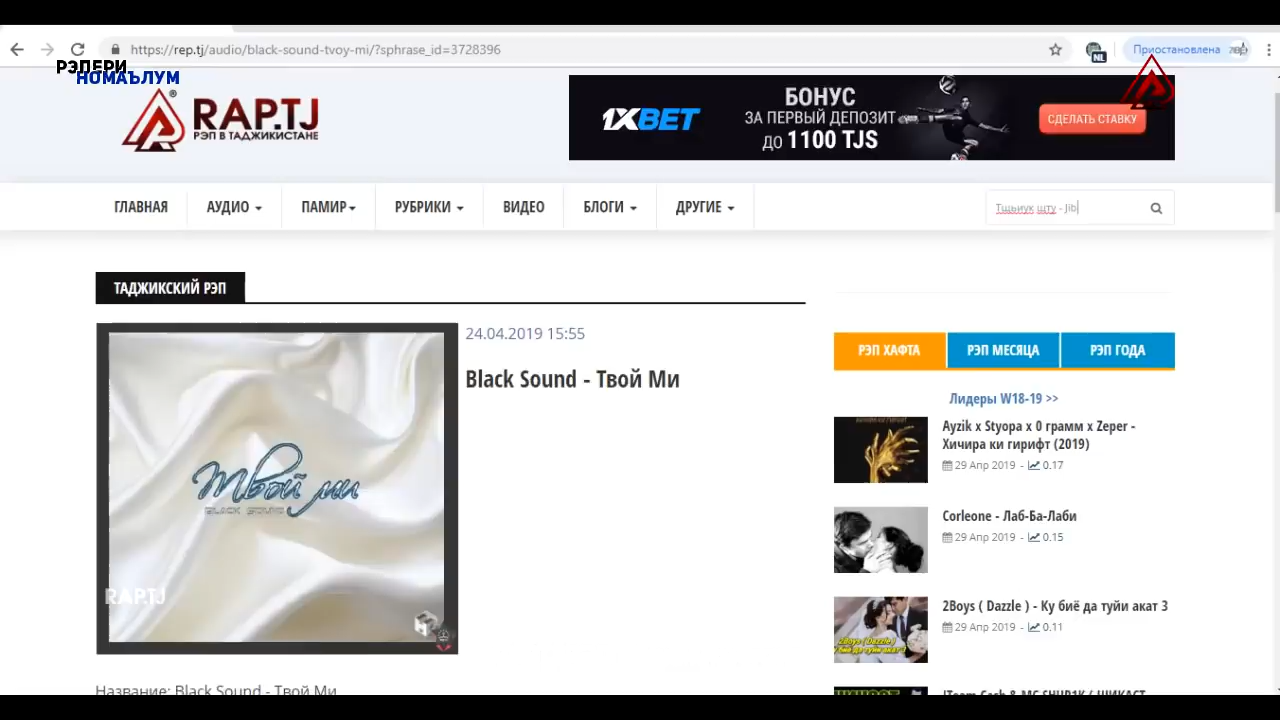 https://rep.tj/audio/black-sound-tvoy-mi/?sphrase_id=3728396
NL
Приостановлена
РЭПЕРИ
НОМАЪЛУМ
RAP.TJ
РЭП В ТАДЖИКИСТАНЕ
1XBET
БОНУС
ЗА ПЕРВЫЙ ДЕПОЗИТ
ДО 1100 TJS
СДЕЛАТЬ СТАВКУ
ГЛАВНАЯ АУДИО ПАМИР РУБРИКИ ВИДЕО БЛОГИ ДРУГИЕ
Тщьиук щту - Jib
ТАДЖИКСКИЙ РЭП
24.04.2019 15:55
Black Sound - Твой Ми
Твой ми
BLACK SOUND
RAP.TJ
Название: Black Sound - Твой Ми
РЭП ХАФТА РЭП МЕСЯЦА РЭП ГОДА
Лидеры W18-19 >>
Ayzik x Styopa x 0 грамм x Zeper -
Хичира ки гирифт (2019)
29 Апр 2019 - 0.17
Corleone - Лаб-Ба-Лаби
29 Апр 2019 - 0.15
2Boys ( Dazzle ) - Ку биё да туйи акат 3
29 Апр 2019 - 0.11